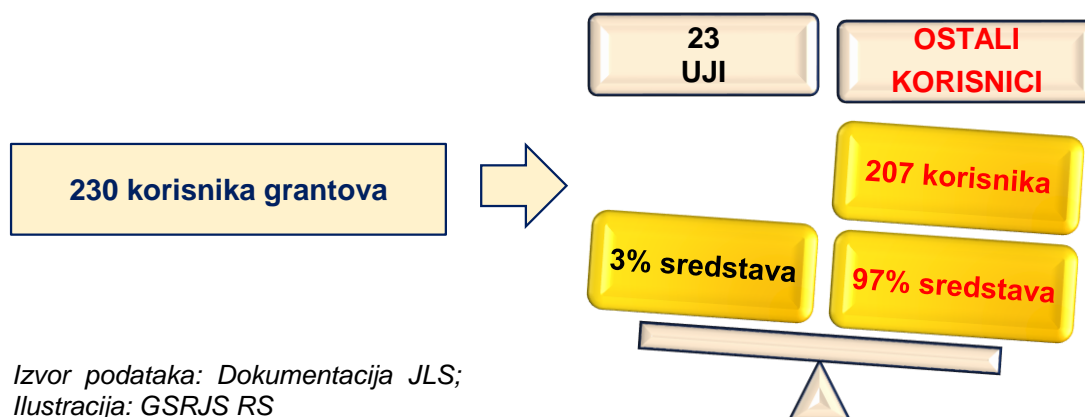 23
UJI
OSTALI
KORISNICI
230 korisnika grantova
207 korisnika
3% sredstava
97% sredstava
Izvor podataka: Dokumentacija JLS;
Ilustracija: GSRJS RS